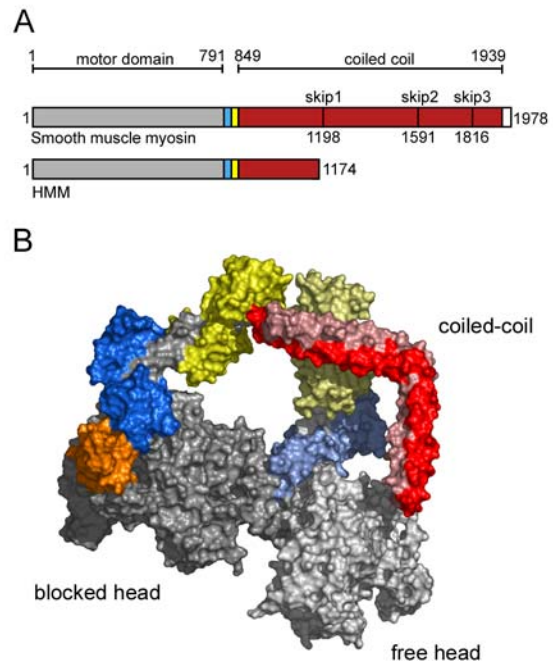 A
1 motor domain 791 849 coiled coil 1939
skip1 skip2 skip3
1 1978
Smooth muscle myosin 1198 1591 1816
1 1174
HMM
B
coiled-coil
blocked head
free head